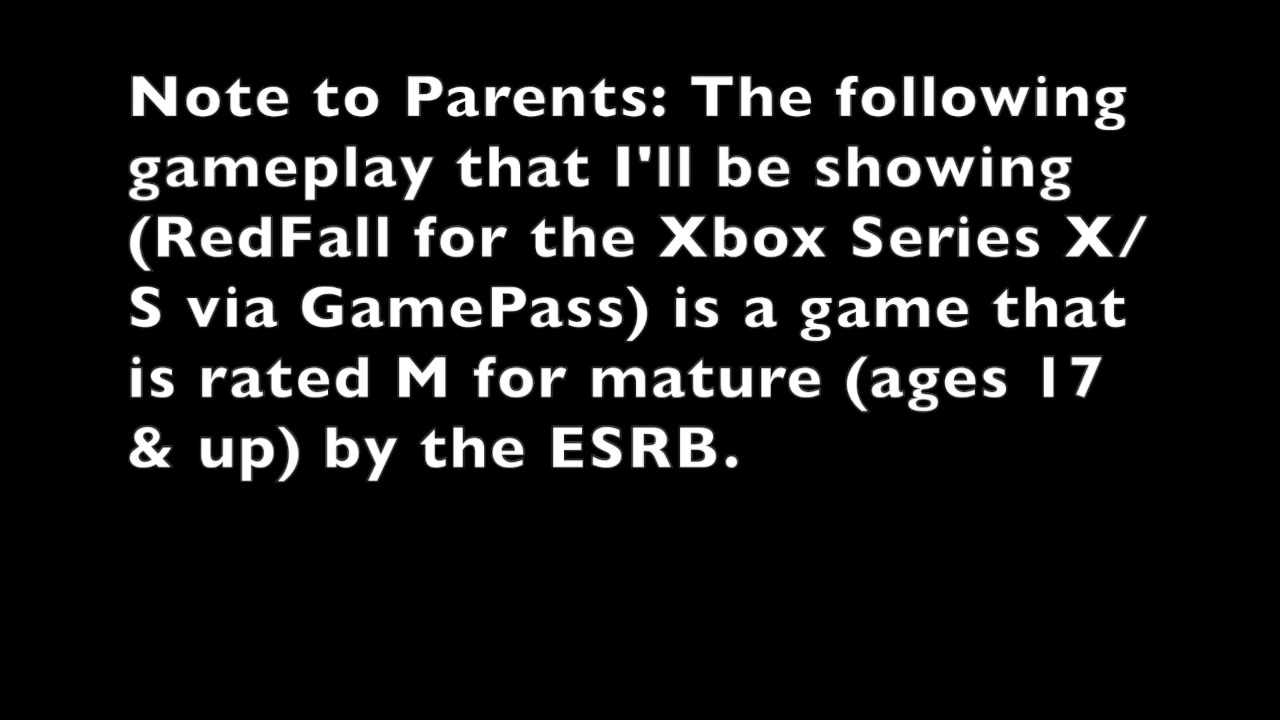 Note to Parents: The following
gameplay that I'll be showing
(RedFall for the Xbox Series X/
S via GamePass) is a game that
is rated M for mature (ages 17
& up) by the ESRB.